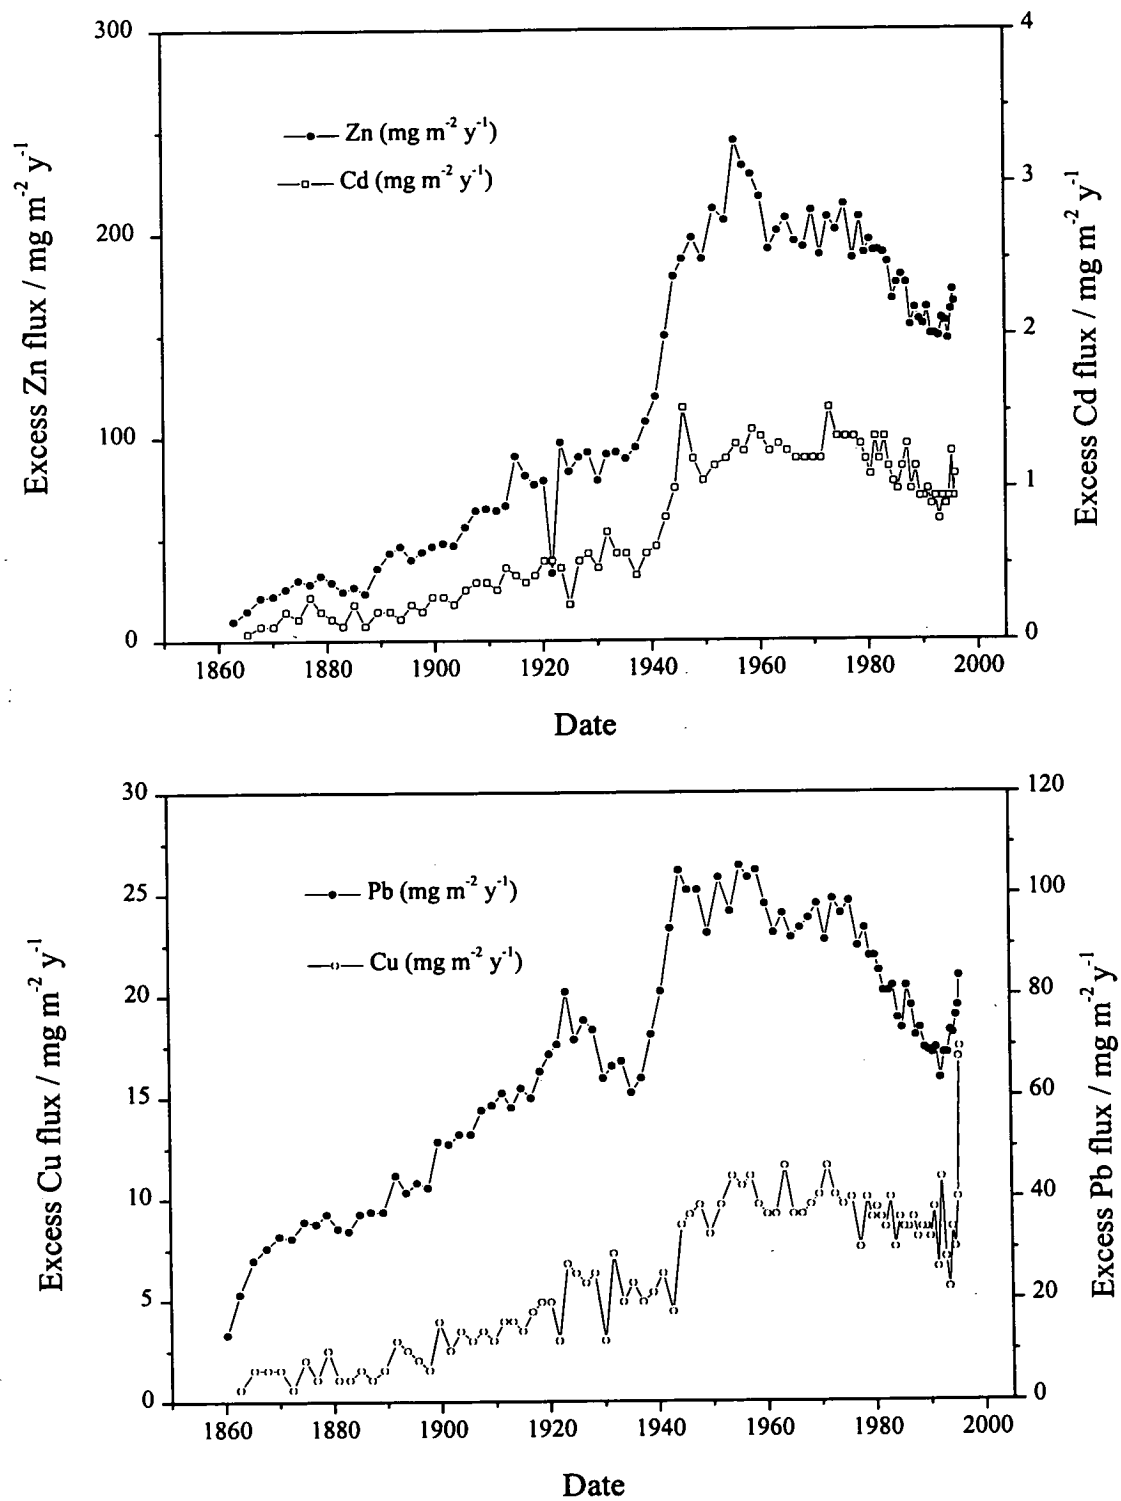 300
4
Zn (mg m⁻² y⁻¹)
Cd (mg m⁻² y⁻¹)
3
200
2
100
1
0
0
Excess Zn flux / mg m⁻² y⁻¹
Excess Cd flux / mg m⁻² y⁻¹
1860 1880 1900 1920 1940 1960 1980 2000
Date
30
120
25
100
Pb (mg m⁻² y⁻¹)
Cu (mg m⁻² y⁻¹)
20
80
15
60
10
40
5
20
0
0
Excess Cu flux / mg m⁻² y⁻¹
Excess Pb flux / mg m⁻² y⁻¹
1860 1880 1900 1920 1940 1960 1980 2000
Date